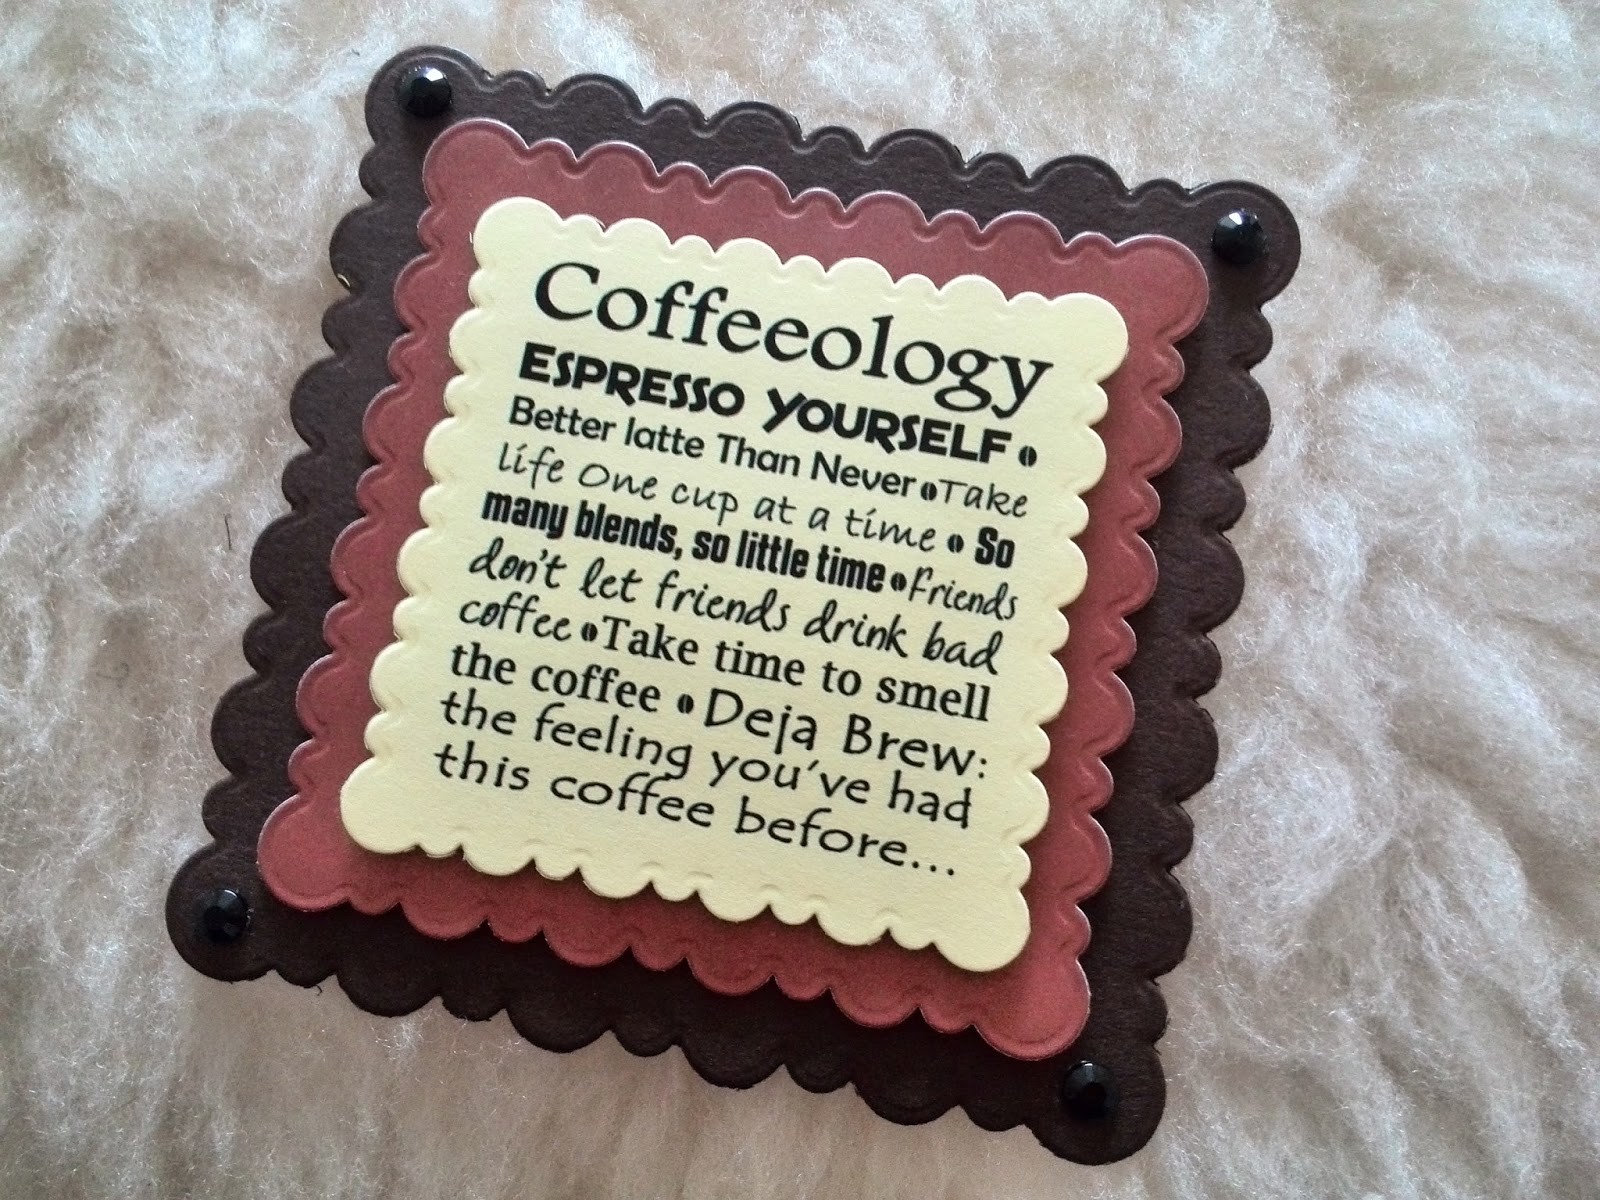 Coffeeology
ESPRESSO YOURSELF •
Better latte Than Never • Take
life One cup at a time • So
many blends, so little time • friends
don't let friends drink bad
coffee • Take time to smell
the coffee • Deja Brew:
the feeling you've had
this coffee before...